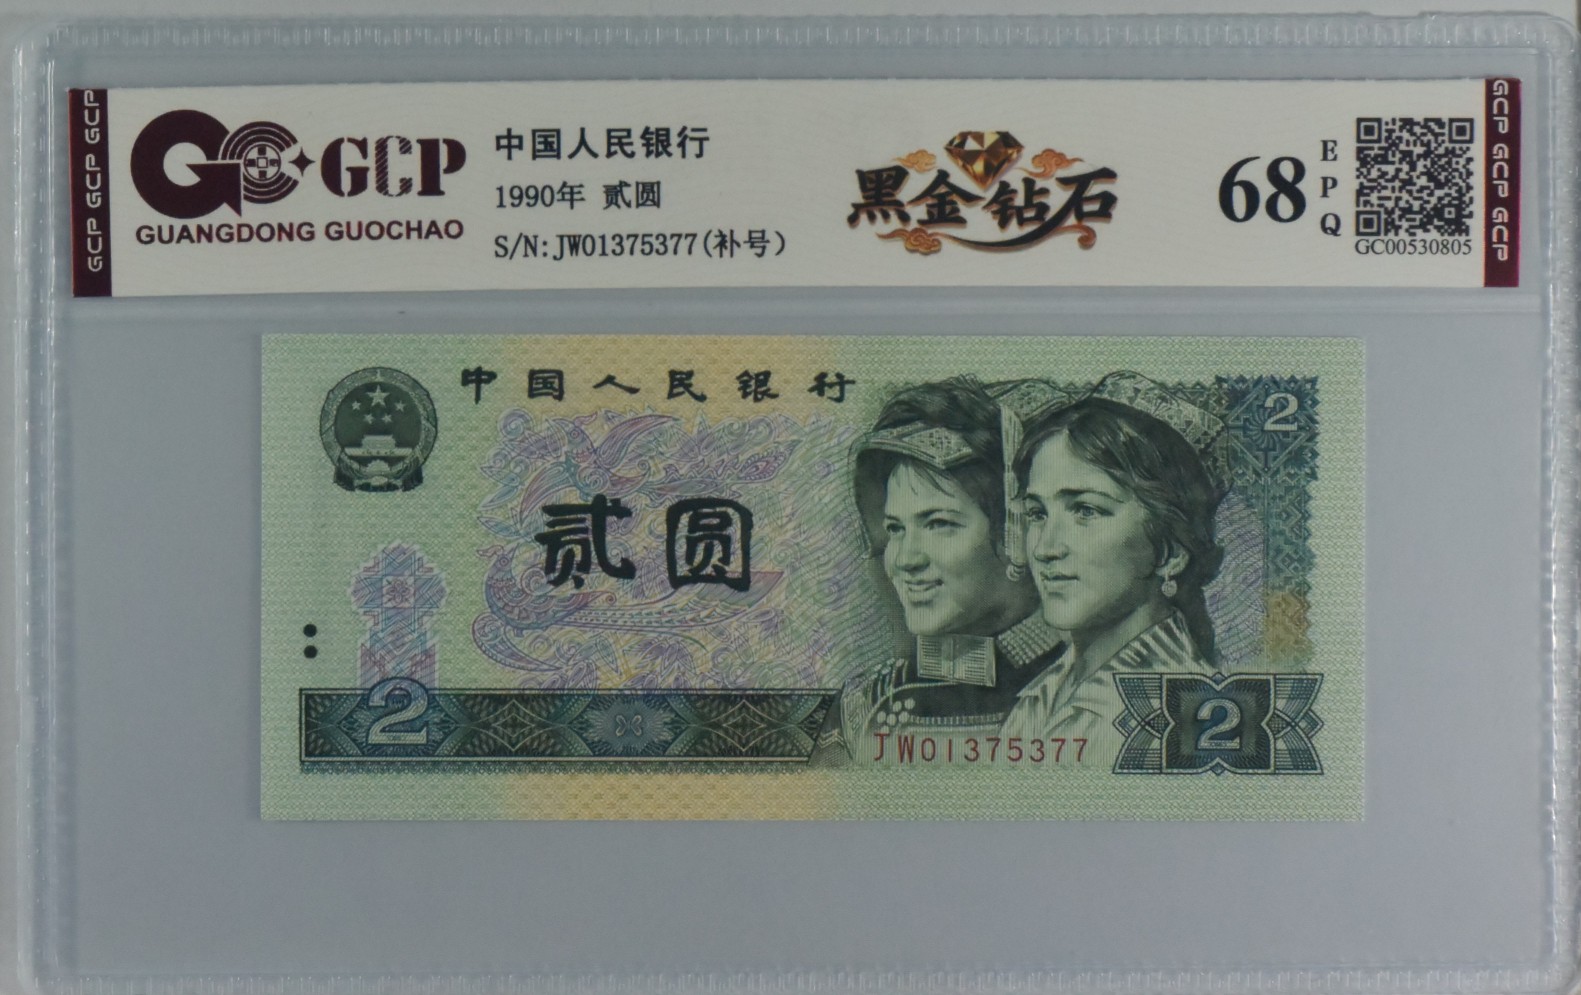 GCP GCP GCP
GCP
GUANGDONG GUOCHAO
中国人民银行
1990年 贰圆
S/N:JW01375377(补号)
黑金钻石
68
EPQ
GC00530805
GCP GCP GCP
中国人民银行
2
贰圆
2
JW01375377
2